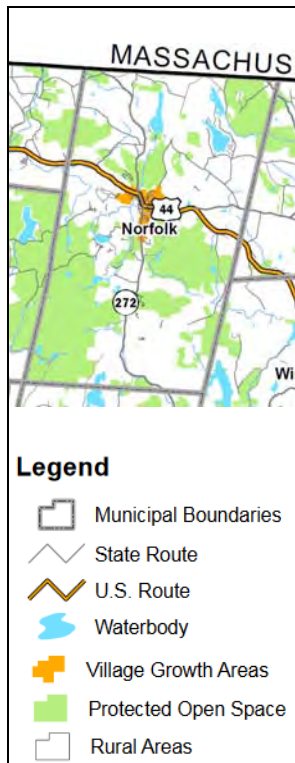 MASSACHUS
44
Norfolk
272
Wi
Legend
Municipal Boundaries
State Route
U.S. Route
Waterbody
Village Growth Areas
Protected Open Space
Rural Areas